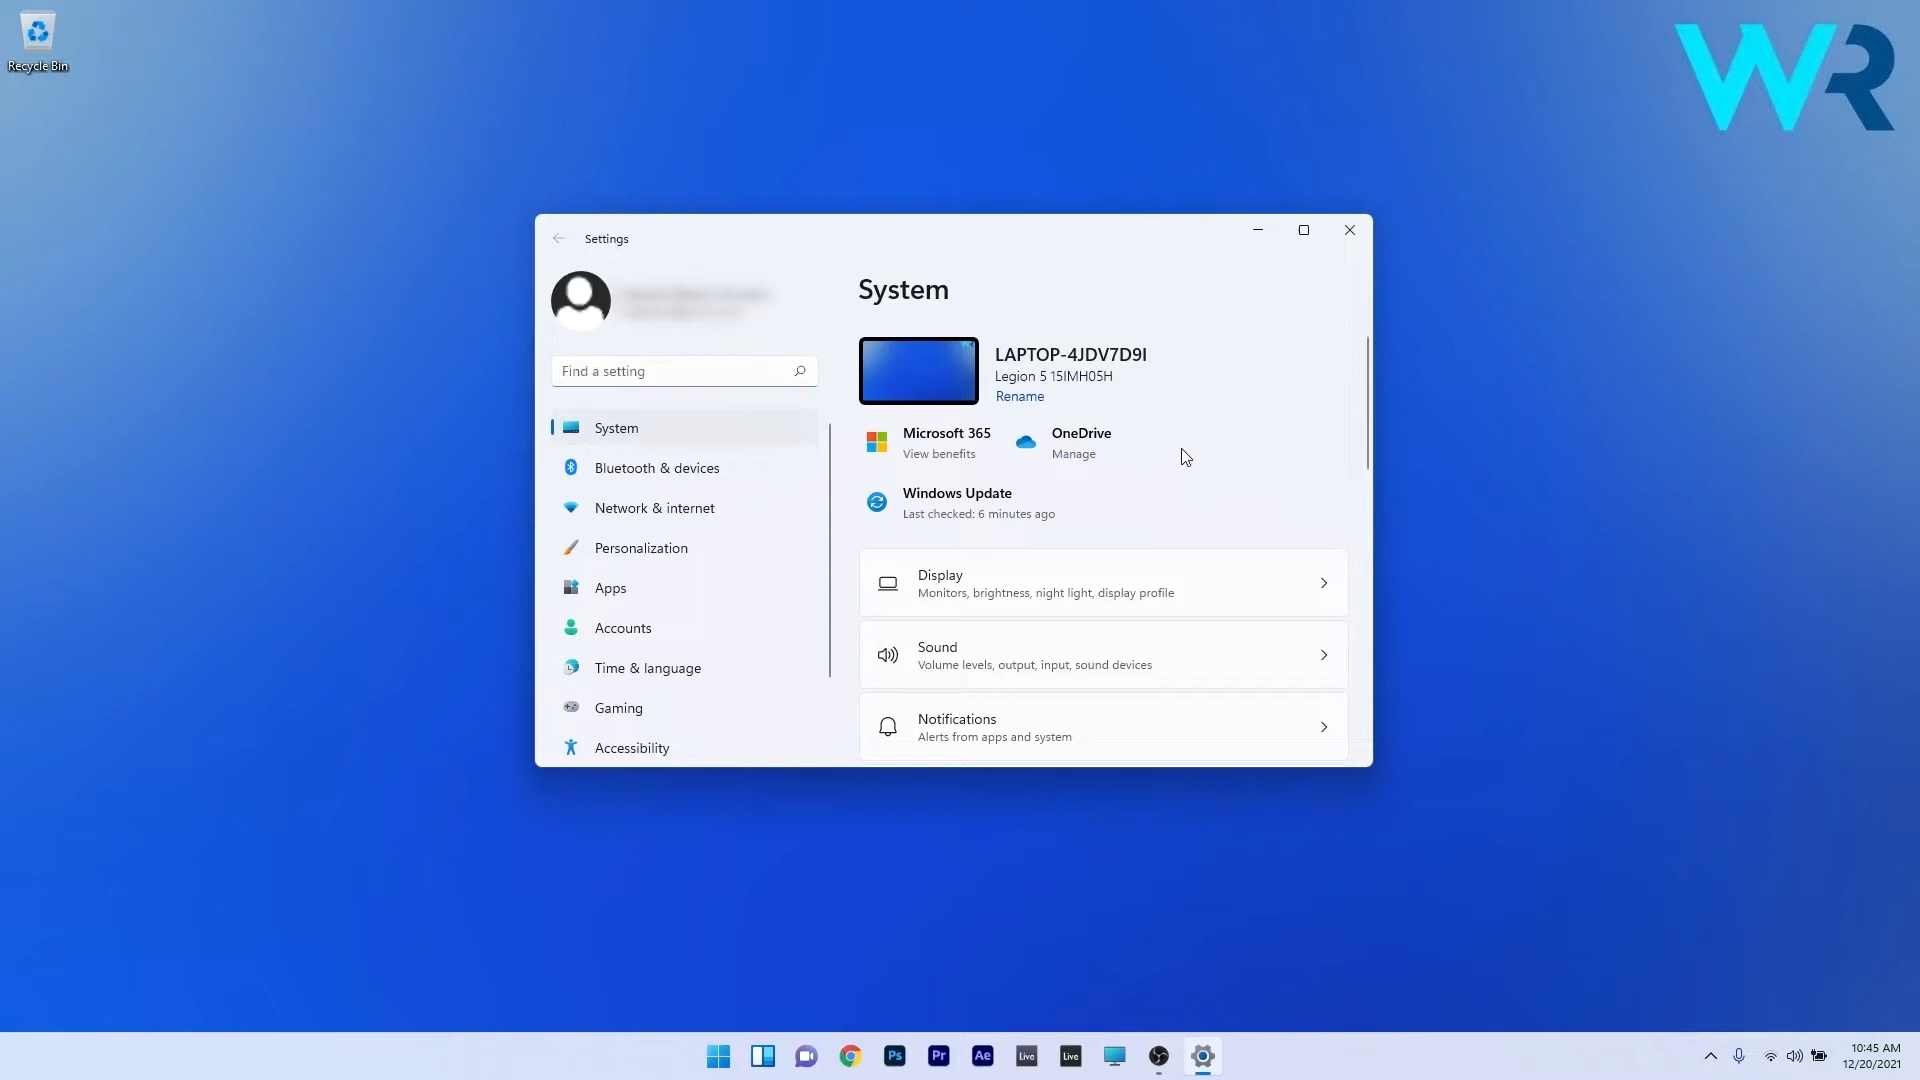 Recycle Bin
WR
Settings
System
Find a setting
LAPTOP-4JDV7D9I
Legion 5 15IMH05H
Rename
Microsoft 365
View benefits
OneDrive
Manage
Windows Update
Last checked: 6 minutes ago
System
Bluetooth & devices
Network & internet
Personalization
Apps
Accounts
Time & language
Gaming
Accessibility
Display
Monitors, brightness, night light, display profile
Sound
Volume levels, output, input, sound devices
Notifications
Alerts from apps and system
Ps
Pr
Ae
Live
Live
10:45 AM
12/20/2021